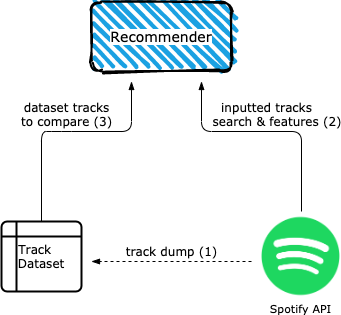 Recommender
dataset tracks
to compare (3)
inputted tracks
search & features (2)
Track
Dataset
track dump (1)
Spotify API